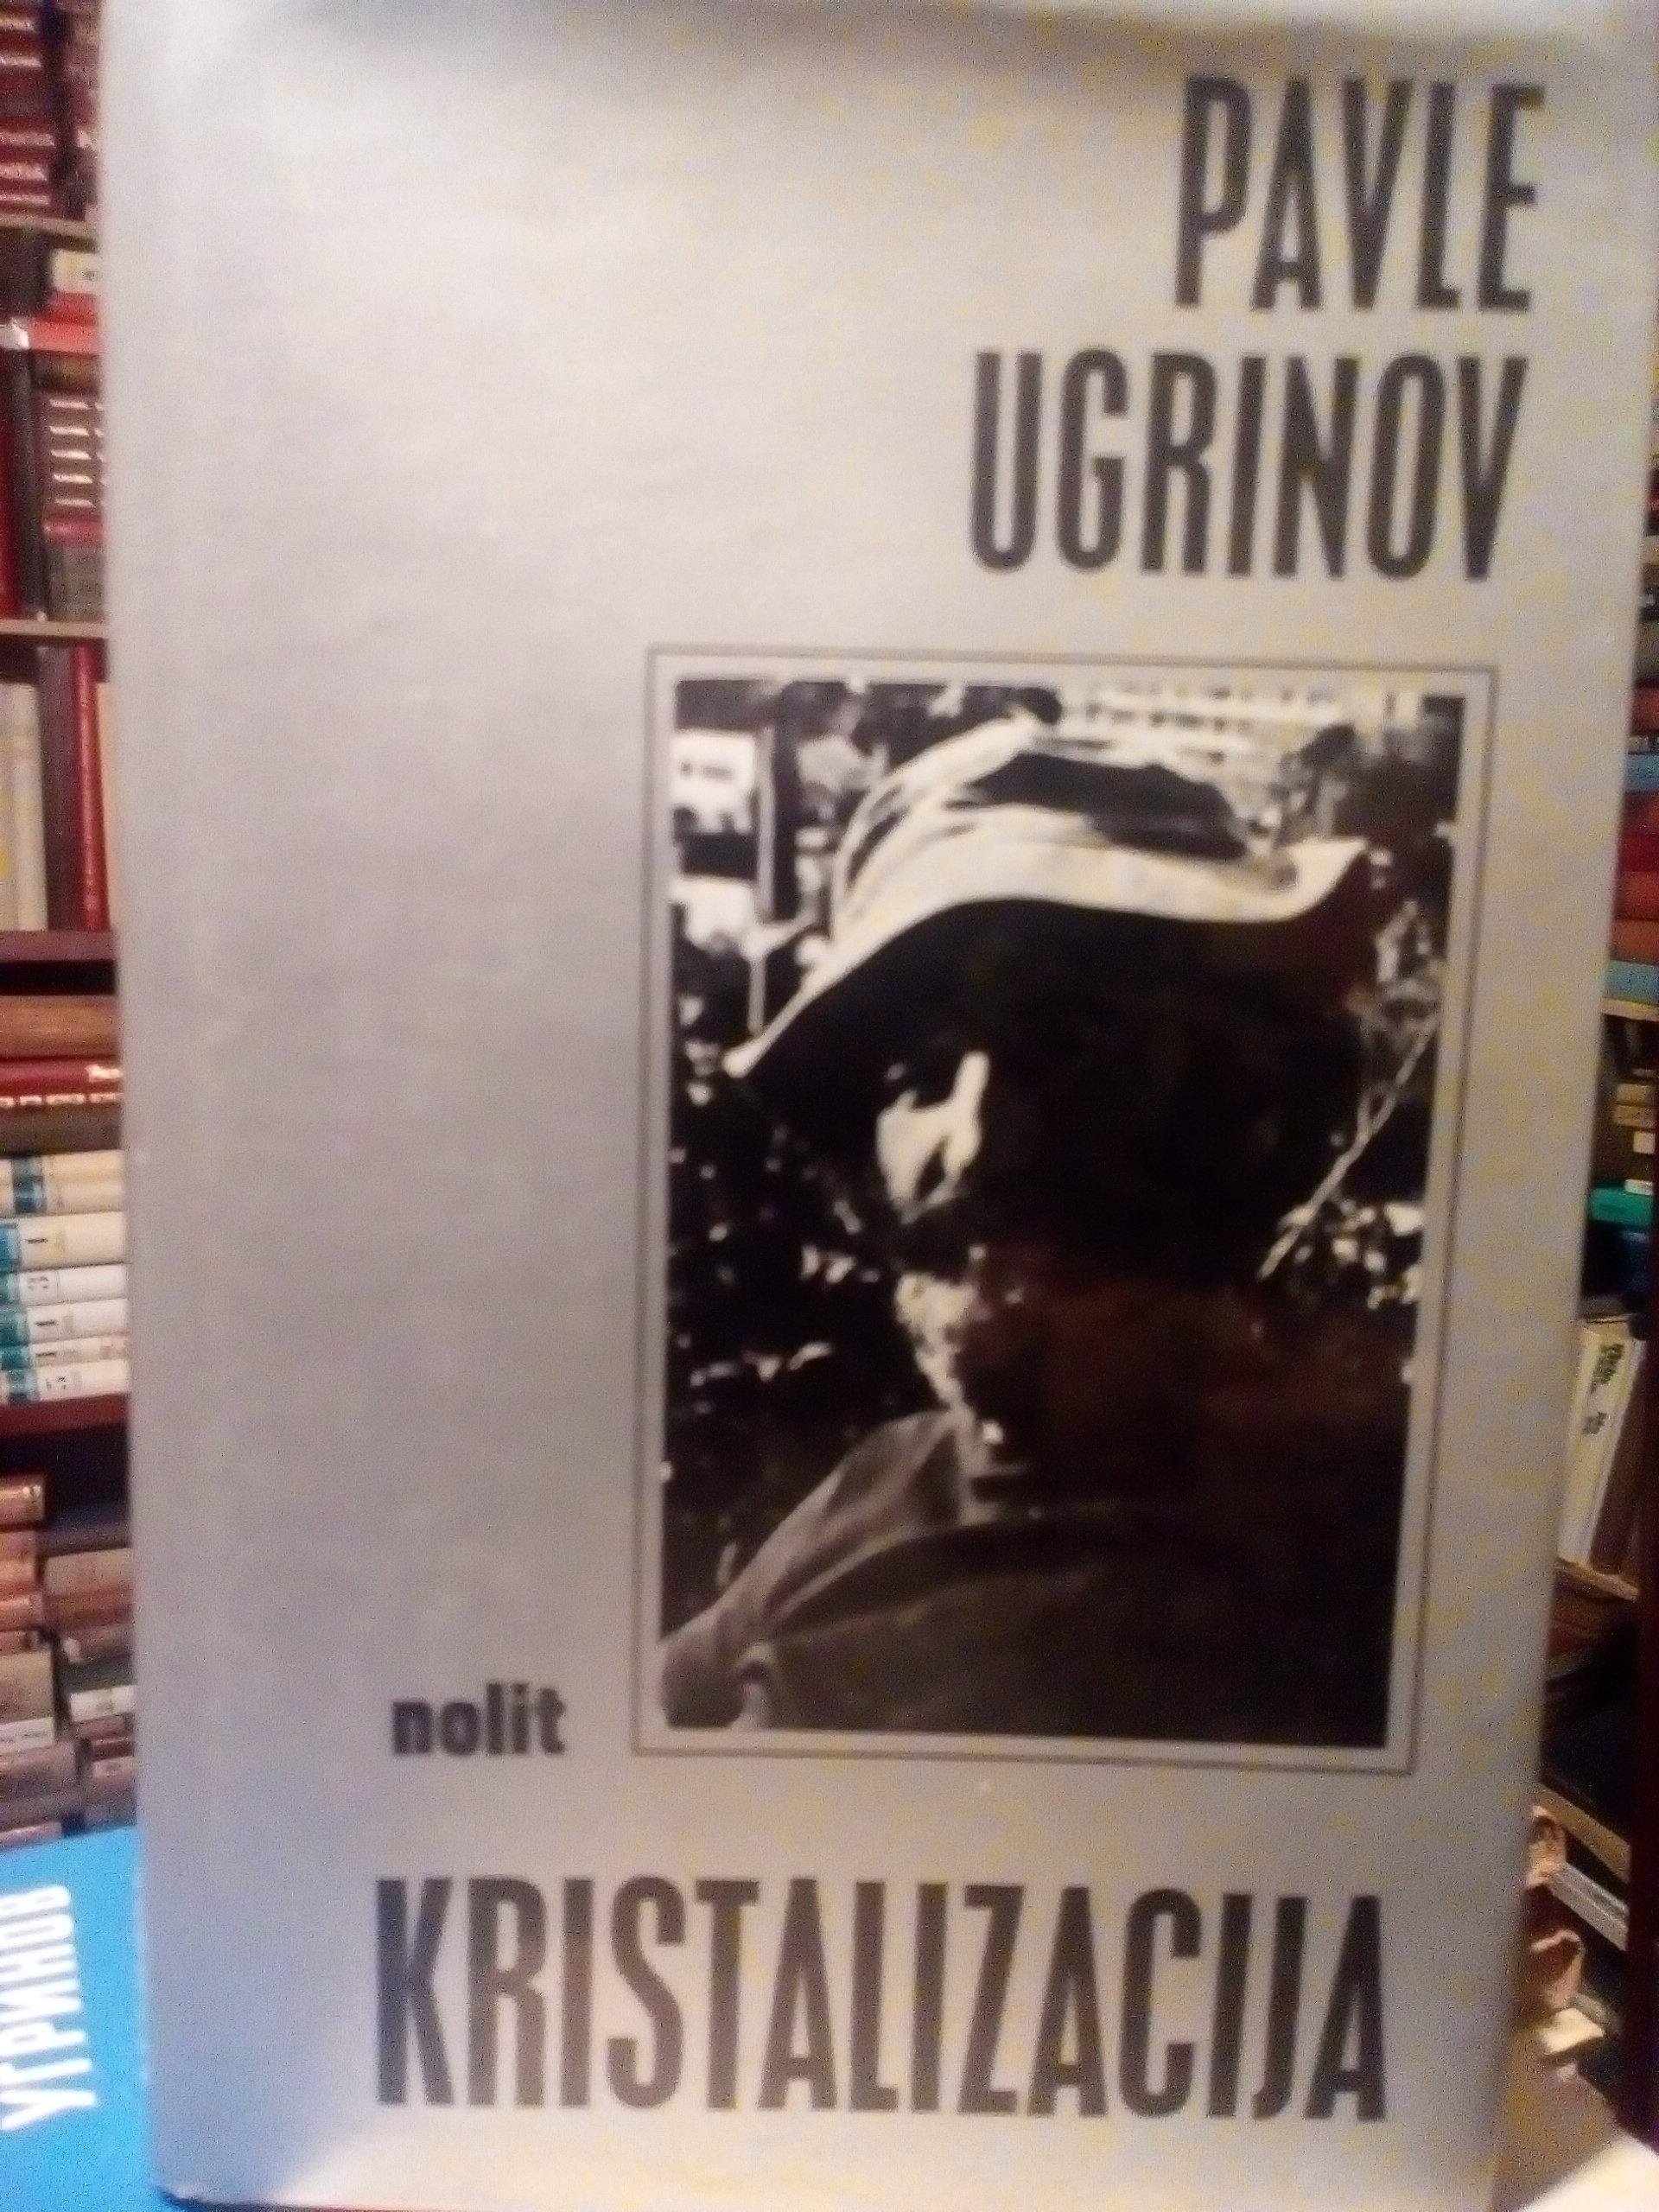 PAVLE
UGRINOV
nolit
KRISTALIZACIJA
УГРИНОВ